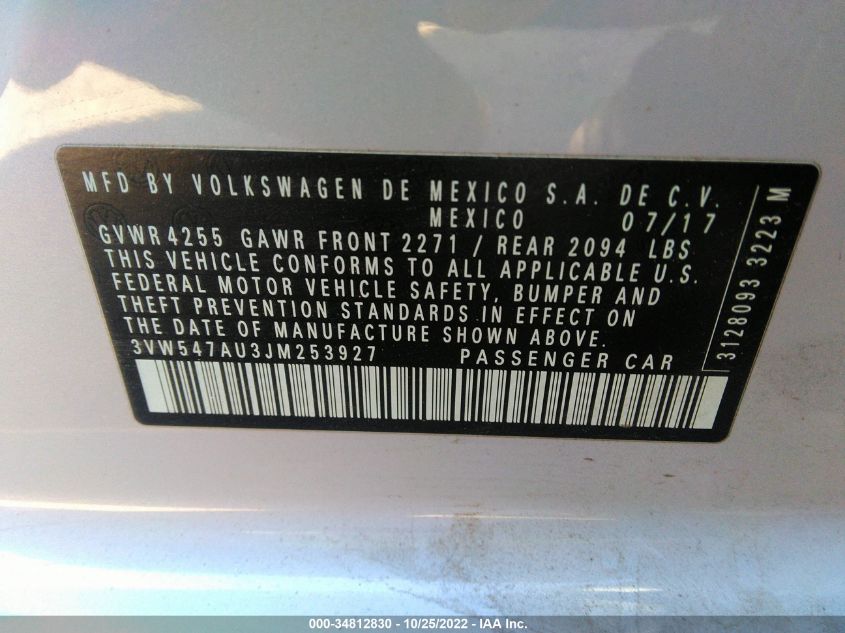 MFD BY VOLKSWAGEN DE MEXICO S.A. DE C.V.
MEXICO 07/17
GVWR 4255 GAWR FRONT 2271 / REAR 2094 LBS
THIS VEHICLE CONFORMS TO ALL APPLICABLE U.S.
FEDERAL MOTOR VEHICLE SAFETY, BUMPER AND
THEFT PREVENTION STANDARDS IN EFFECT ON
THE DATE OF MANUFACTURE SHOWN ABOVE.
3VW547AU3JM253927 PASSENGER CAR
3128093 3223 M
000-34812830 - 10/25/2022 - IAA Inc.